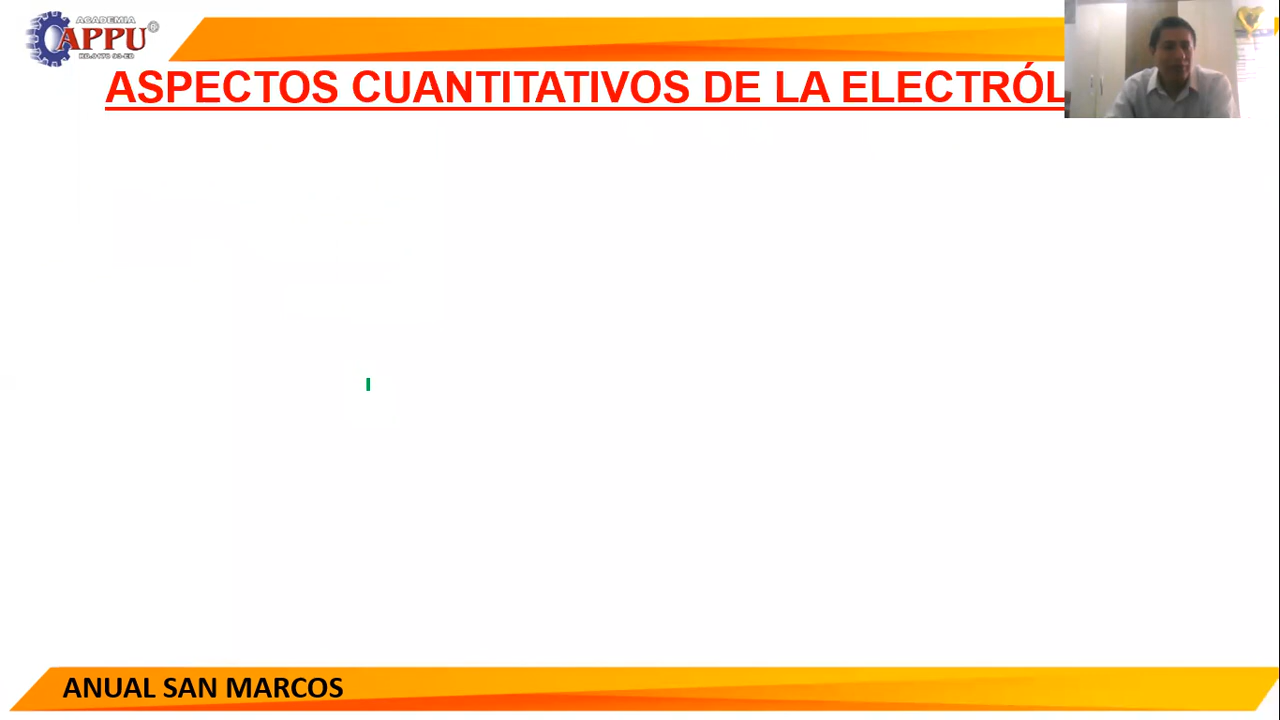 ACADEMIA
APPU
ASPECTOS CUANTITATIVOS DE LA ELECTRÓL
ANUAL SAN MARCOS